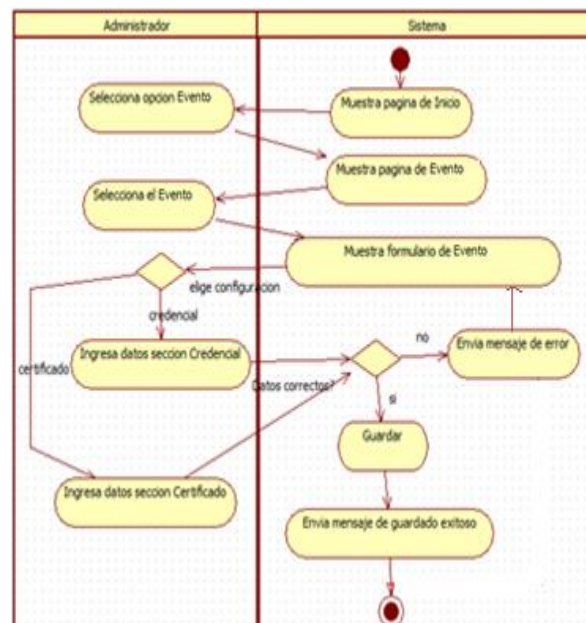 Administrador
Sistema
Muestra pagina de Inicio
Selecciona opcion Evento
Muestra pagina de Evento
Selecciona el Evento
Muestra formulario de Evento
elige configuracion
credencial
certificado
Ingresa datos seccion Credencial
Datos correctos?
no
Envia mensaje de error
si
Guardar
Ingresa datos seccion Certificado
Envia mensaje de guardado exitoso